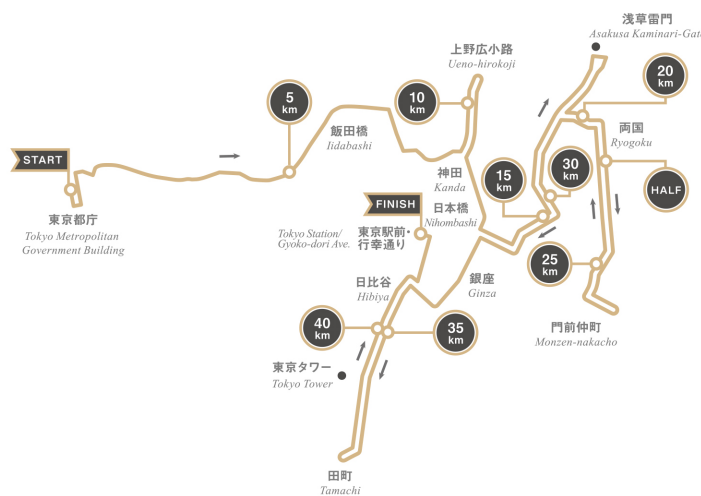 浅草雷門
Asakusa Kaminari-Gate
上野広小路
Ueno-hirokoji
5
km
10
km
20
km
飯田橋
Iidabashi
両国
Ryogoku
START
神田
Kanda
15
km
30
km
HALF
FINISH
日本橋
Nihombashi
東京都庁
Tokyo Metropolitan
Government Building
Tokyo Station/
Gyoko-dori Ave.
東京駅前・
行幸通り
25
km
日比谷
Hibiya
銀座
Ginza
門前仲町
Monzen-nakacho
40
km
35
km
東京タワー
Tokyo Tower
田町
Tamachi